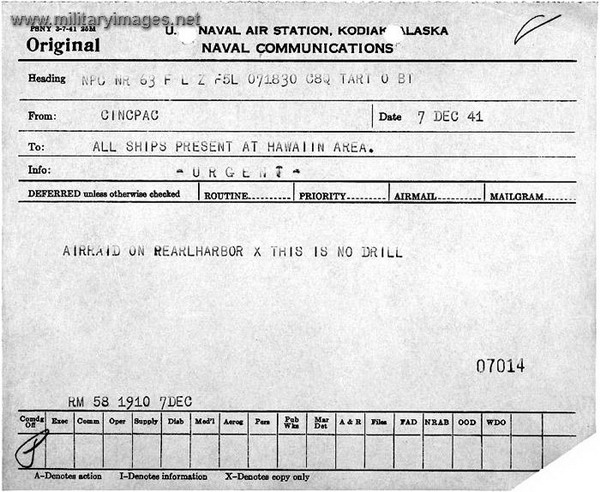 www.militaryimages.net
PBNY 3-7-41 25M
U. NAVAL AIR STATION, KODIAK ALASKA
Original NAVAL COMMUNICATIONS
Heading NPG NR 63 F L Z F5L 071830 C8Q TART O BT
From: CINCPAC Date 7 DEC 41
To: ALL SHIPS PRESENT AT HAWAIIN AREA.
Info: - U R G E N T -
DEFERRED unless otherwise checked ROUTINE PRIORITY AIRMAIL MAILGRAM
AIRRAID ON PEARLHARBOR X THIS IS NO DRILL
07014
RM 58 1910 7DEC
Comdg Off Exec Comm Oper Supply Disb Med'l Aerog Pers Pub Wks Mar Det A & R Files FAD NRAB OOD WDO
A-Denotes action I-Denotes information X-Denotes copy only